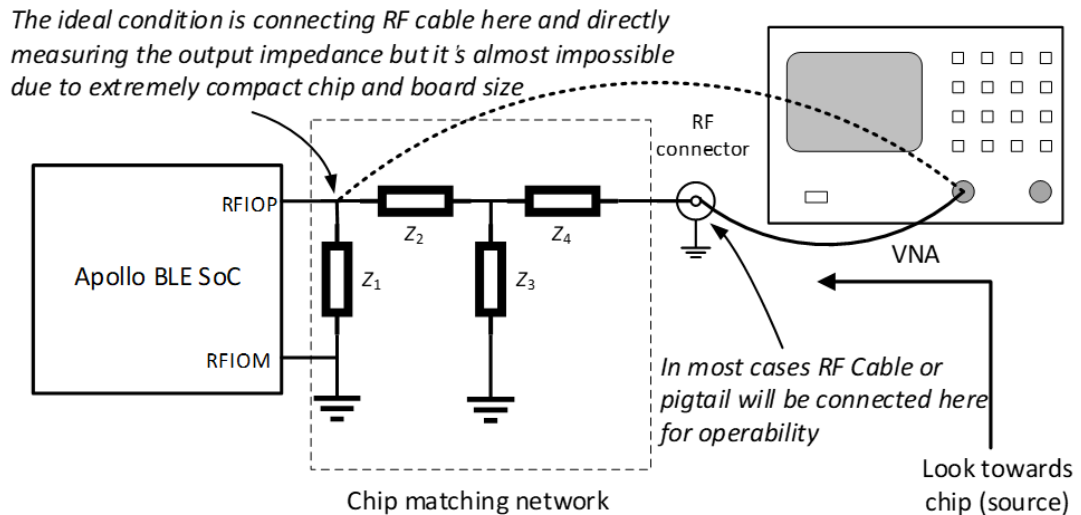 The ideal condition is connecting RF cable here and directly
measuring the output impedance but it's almost impossible
due to extremely compact chip and board size
RF
connector
RFIOP
Z2
Z4
VNA
Apollo BLE SoC
Z1
Z3
RFIOM
In most cases RF Cable or
pigtail will be connected here
for operability
Look towards
chip (source)
Chip matching network